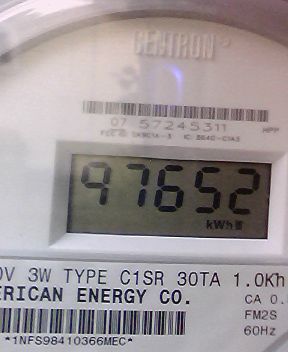 CENTRON®
07 57245311 HPP
97652
kWh
0V 3W TYPE C1SR 30TA 1.0Kh
ERICAN ENERGY CO. CA 0.
FM2S
*1NFS98410366MEC* 60Hz